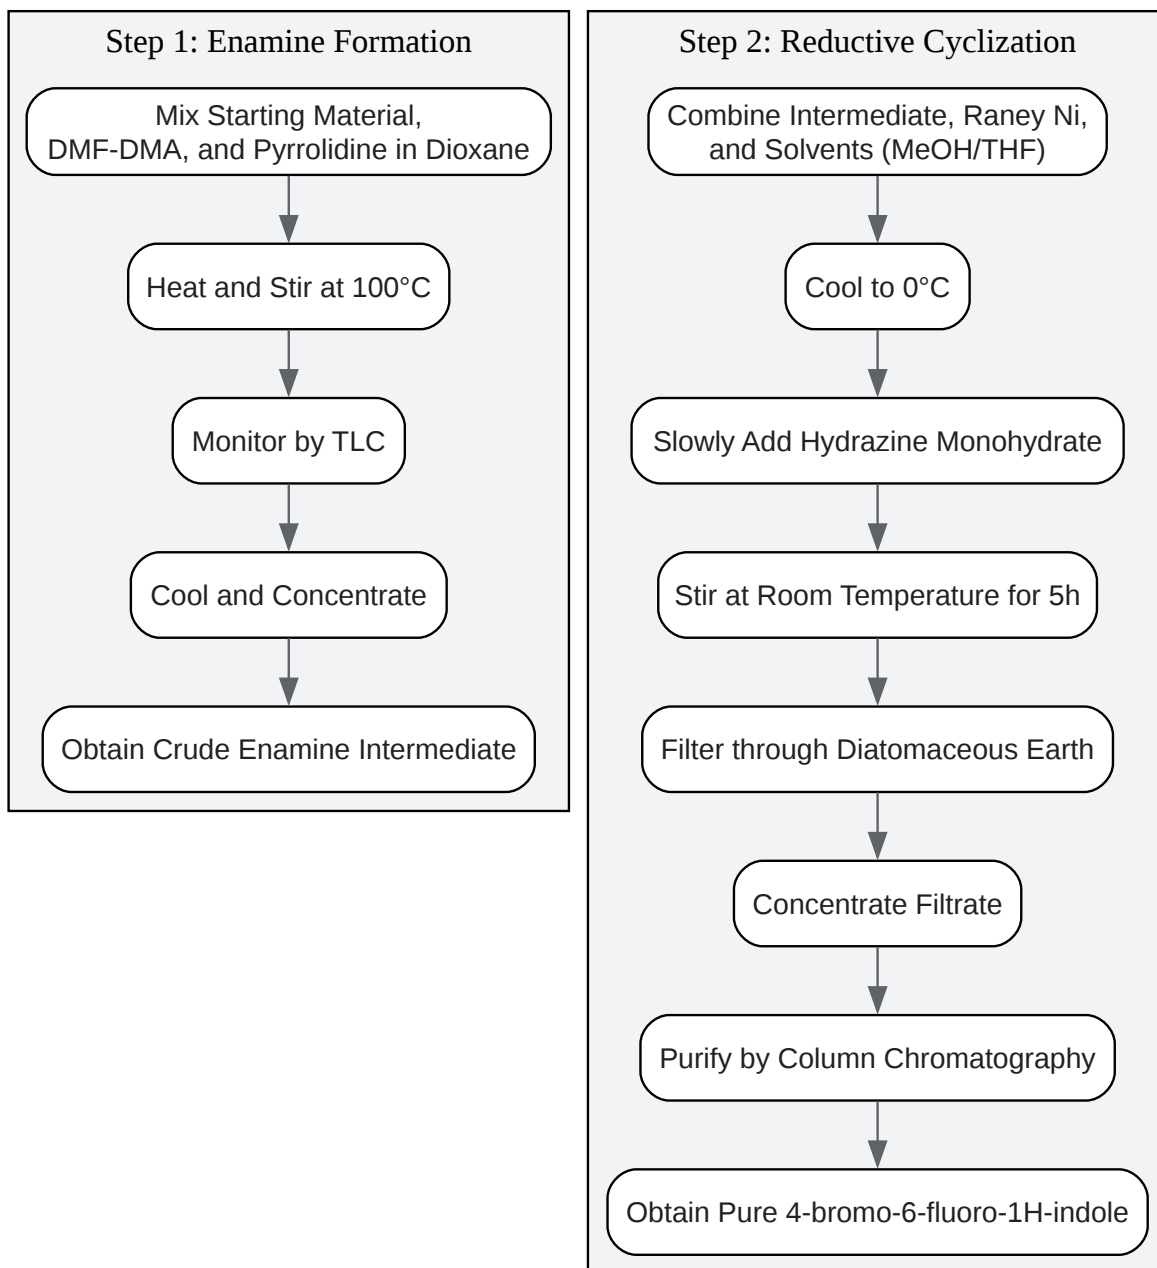 Step 1: Enamine Formation
Mix Starting Material,
DMF-DMA, and Pyrrolidine in Dioxane
Heat and Stir at 100°C
Monitor by TLC
Cool and Concentrate
Obtain Crude Enamine Intermediate
Step 2: Reductive Cyclization
Combine Intermediate, Raney Ni,
and Solvents (MeOH/THF)
Cool to 0°C
Slowly Add Hydrazine Monohydrate
Stir at Room Temperature for 5h
Filter through Diatomaceous Earth
Concentrate Filtrate
Purify by Column Chromatography
Obtain Pure 4-bromo-6-fluoro-1H-indole